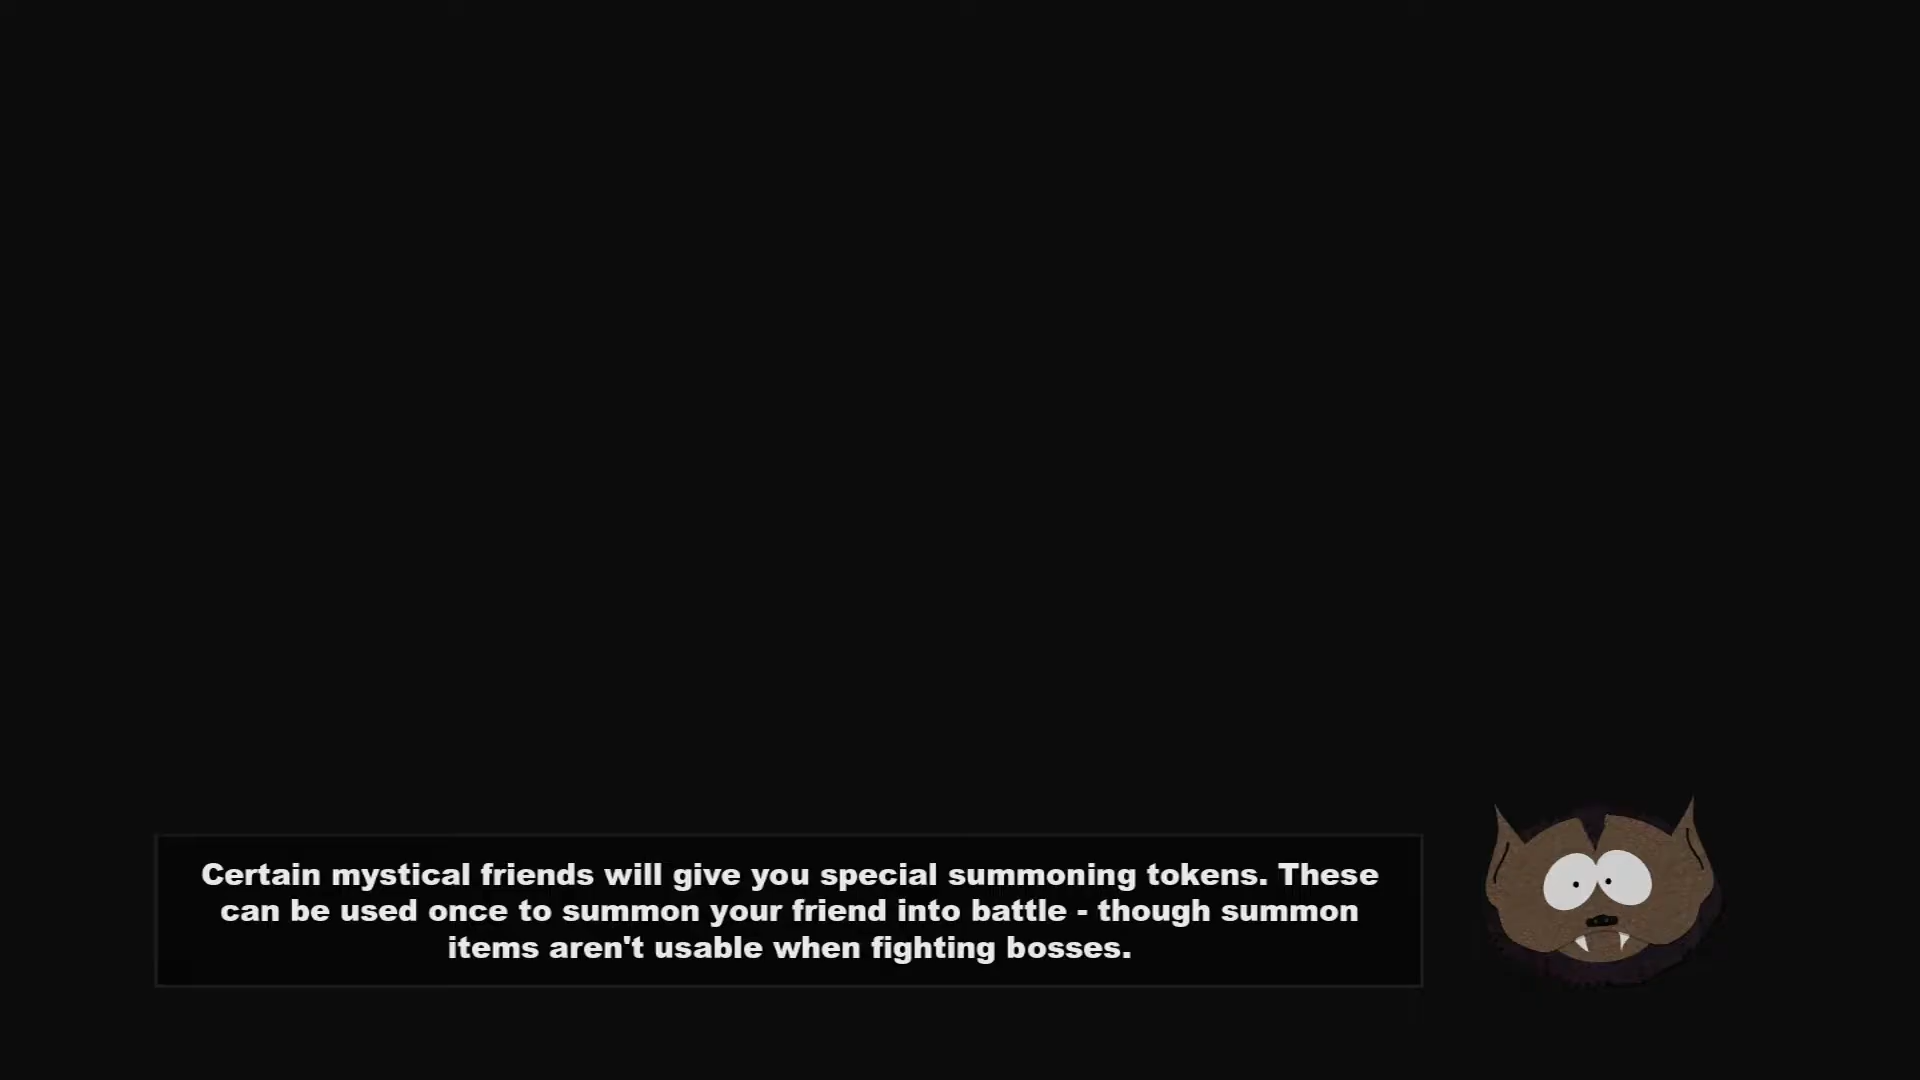 Certain mystical friends will give you special summoning tokens. These
can be used once to summon your friend into battle - though summon
items aren't usable when fighting bosses.